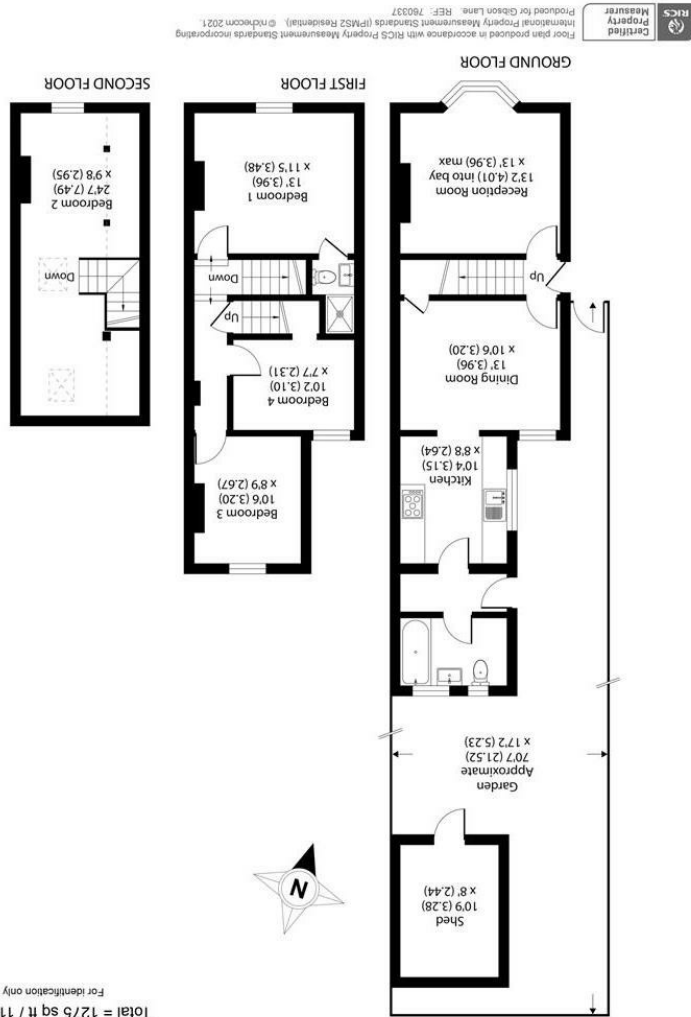 Total = 1275 sq ft / 11
For identification only
Shed
10'9 (3.28)
x 8' (2.44)
N
Garden
Approximate
70'7 (21.52)
x 17'2 (5.23)
Kitchen
10'4 (3.15)
x 8'8 (2.64)
Dining Room
13' (3.96)
x 10'6 (3.20)
Up
Reception Room
13'2 (4.01) into bay
x 13' (3.96) max
GROUND FLOOR
Bedroom 3
10'6 (3.20)
x 8'9 (2.67)
Bedroom 4
10'2 (3.10)
x 7'7 (2.31)
Up
Down
Bedroom 1
13' (3.96)
x 11'5 (3.48)
FIRST FLOOR
Down
Bedroom 2
24'7 (7.49)
x 9'8 (2.95)
SECOND FLOOR
RICS
Certified
Property
Measurer
Floor plan produced in accordance with RICS Property Measurement Standards incorporating
International Property Measurement Standards (IPMS2 Residential). © nichecom 2021.
Produced for Gibson Lane. REF: 760337